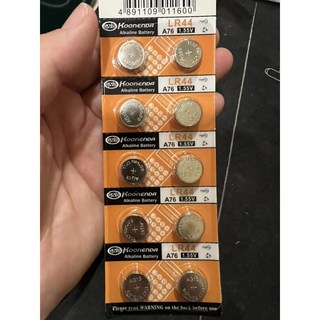 4891109011600
Koonenda LR44
Alkaline Battery A76 1.55V
Koonenda LR44
Alkaline Battery A76 1.55V
Koonenda LR44
Alkaline Battery A76 1.55V
Koonenda LR44
Alkaline Battery A76 1.55V
Koonenda LR44
Alkaline Battery A76 1.55V
Please read WARNING on the back before use